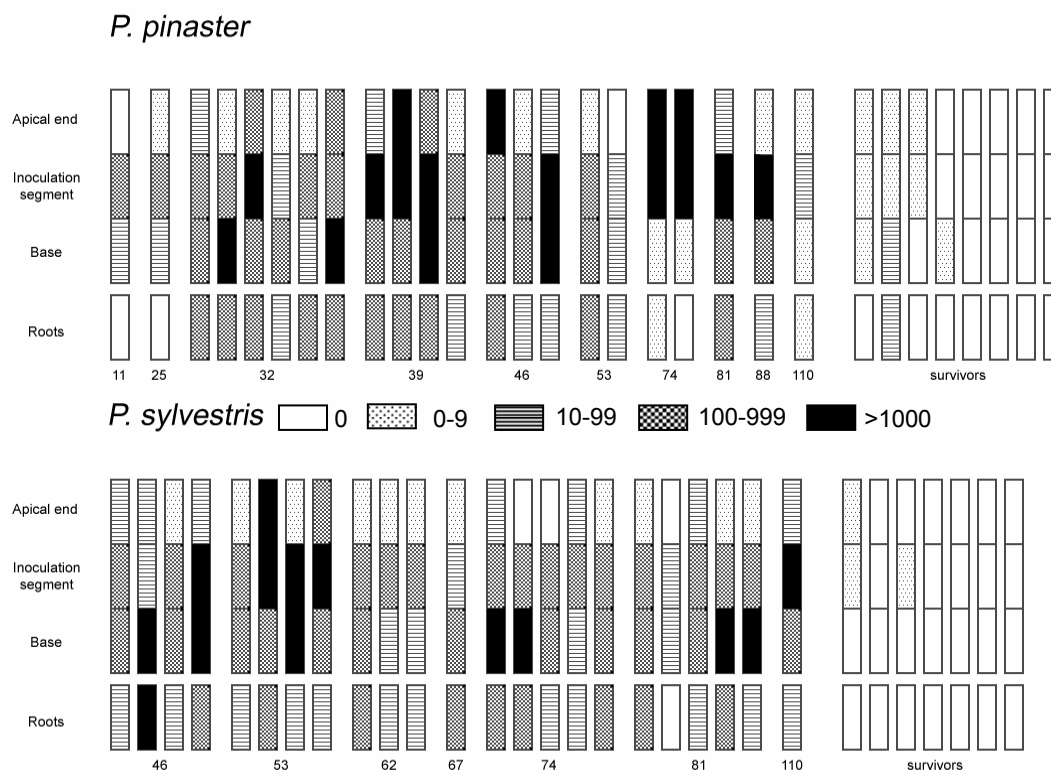 P. pinaster
Apical end
Inoculation
segment
Base
Roots
11 25 32 39 46 53 74 81 88 110 survivors
P. sylvestris 0 0-9 10-99 100-999 >1000
Apical end
Inoculation
segment
Base
Roots
46 53 62 67 74 81 110 survivors